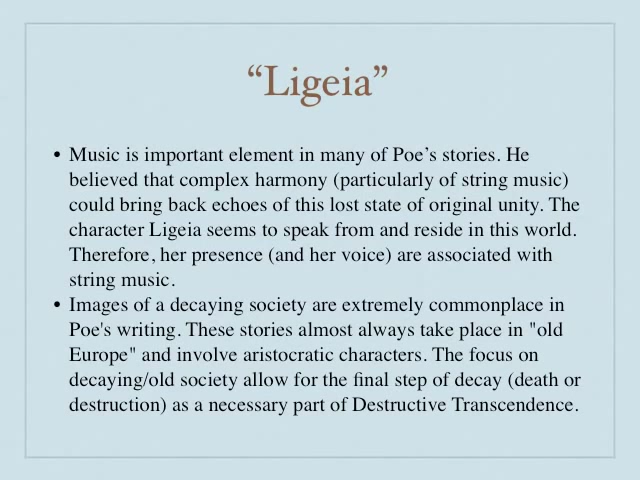 “Ligeia”
• Music is important element in many of Poe’s stories. He
believed that complex harmony (particularly of string music)
could bring back echoes of this lost state of original unity. The
character Ligeia seems to speak from and reside in this world.
Therefore, her presence (and her voice) are associated with
string music.
• Images of a decaying society are extremely commonplace in
Poe's writing. These stories almost always take place in "old
Europe" and involve aristocratic characters. The focus on
decaying/old society allow for the final step of decay (death or
destruction) as a necessary part of Destructive Transcendence.